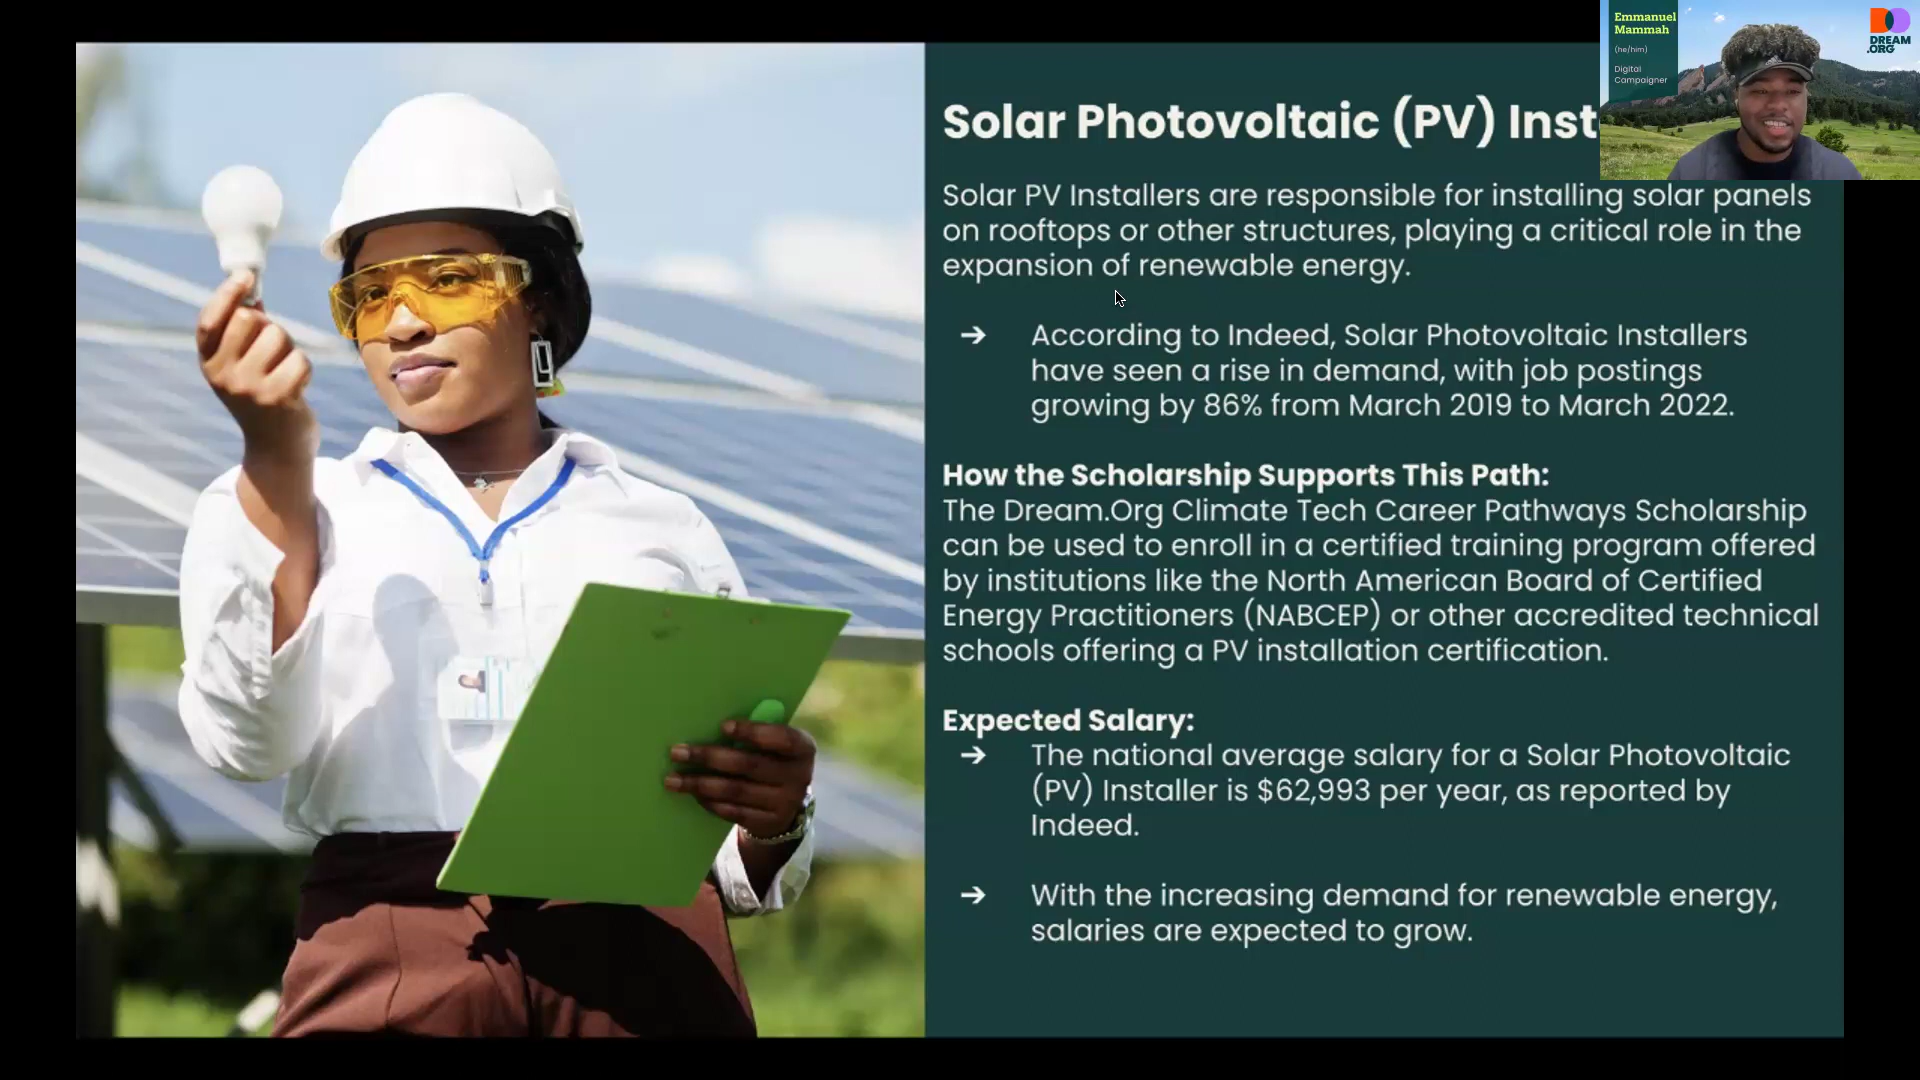 Emmanuel
Mammah
(he/him)
Digital
Campaigner
DREAM
.ORG
Solar Photovoltaic (PV) Inst
Solar PV Installers are responsible for installing solar panels
on rooftops or other structures, playing a critical role in the
expansion of renewable energy.
➔ According to Indeed, Solar Photovoltaic Installers
have seen a rise in demand, with job postings
growing by 86% from March 2019 to March 2022.
How the Scholarship Supports This Path:
The Dream.Org Climate Tech Career Pathways Scholarship
can be used to enroll in a certified training program offered
by institutions like the North American Board of Certified
Energy Practitioners (NABCEP) or other accredited technical
schools offering a PV installation certification.
Expected Salary:
➔ The national average salary for a Solar Photovoltaic
(PV) Installer is $62,993 per year, as reported by
Indeed.
➔ With the increasing demand for renewable energy,
salaries are expected to grow.